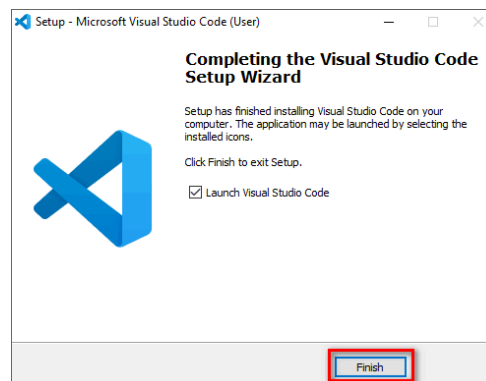 Setup - Microsoft Visual Studio Code (User)
Completing the Visual Studio Code
Setup Wizard
Setup has finished installing Visual Studio Code on your
computer. The application may be launched by selecting the
installed icons.
Click Finish to exit Setup.
Launch Visual Studio Code
Finish